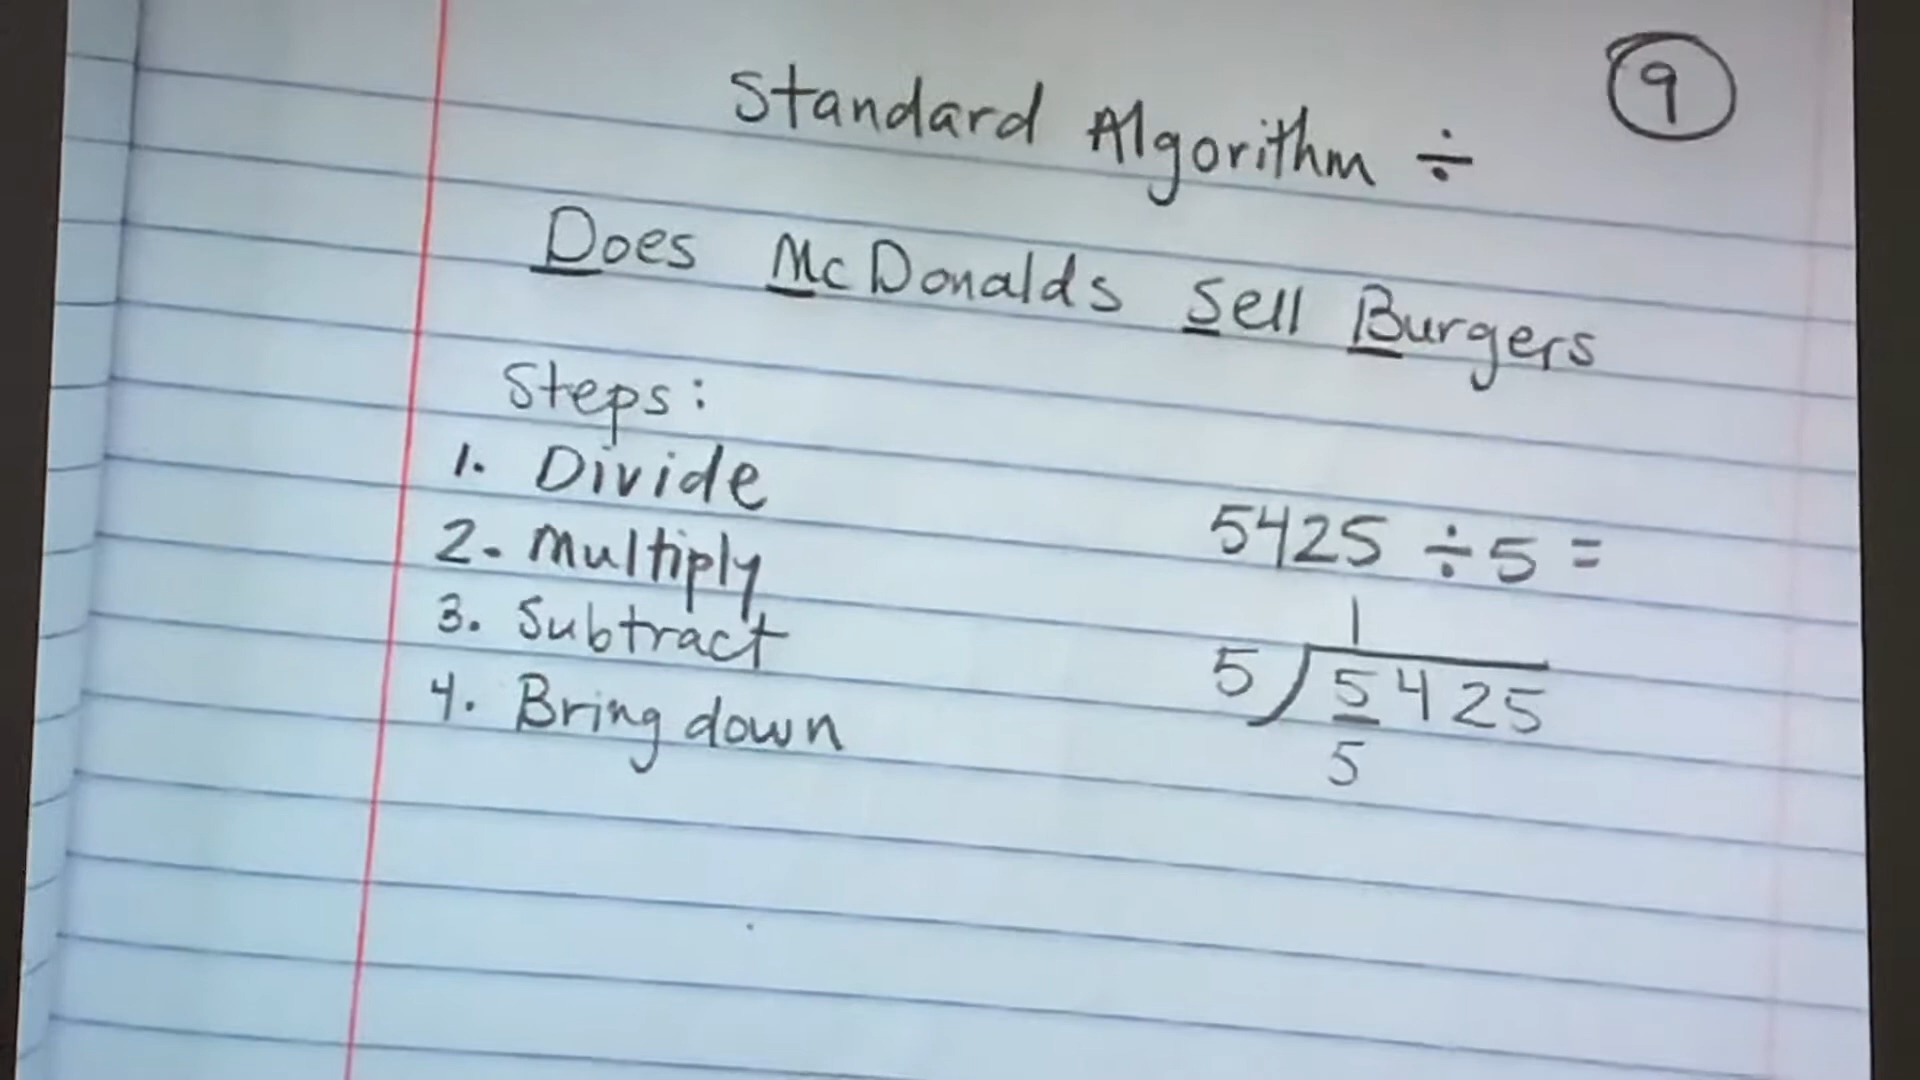 Standard Algorithm ÷
9
Does McDonalds Sell Burgers
Steps:
1. Divide
2. Multiply
3. Subtract
4. Bring down
5425 ÷ 5 =
1
5 5425
5